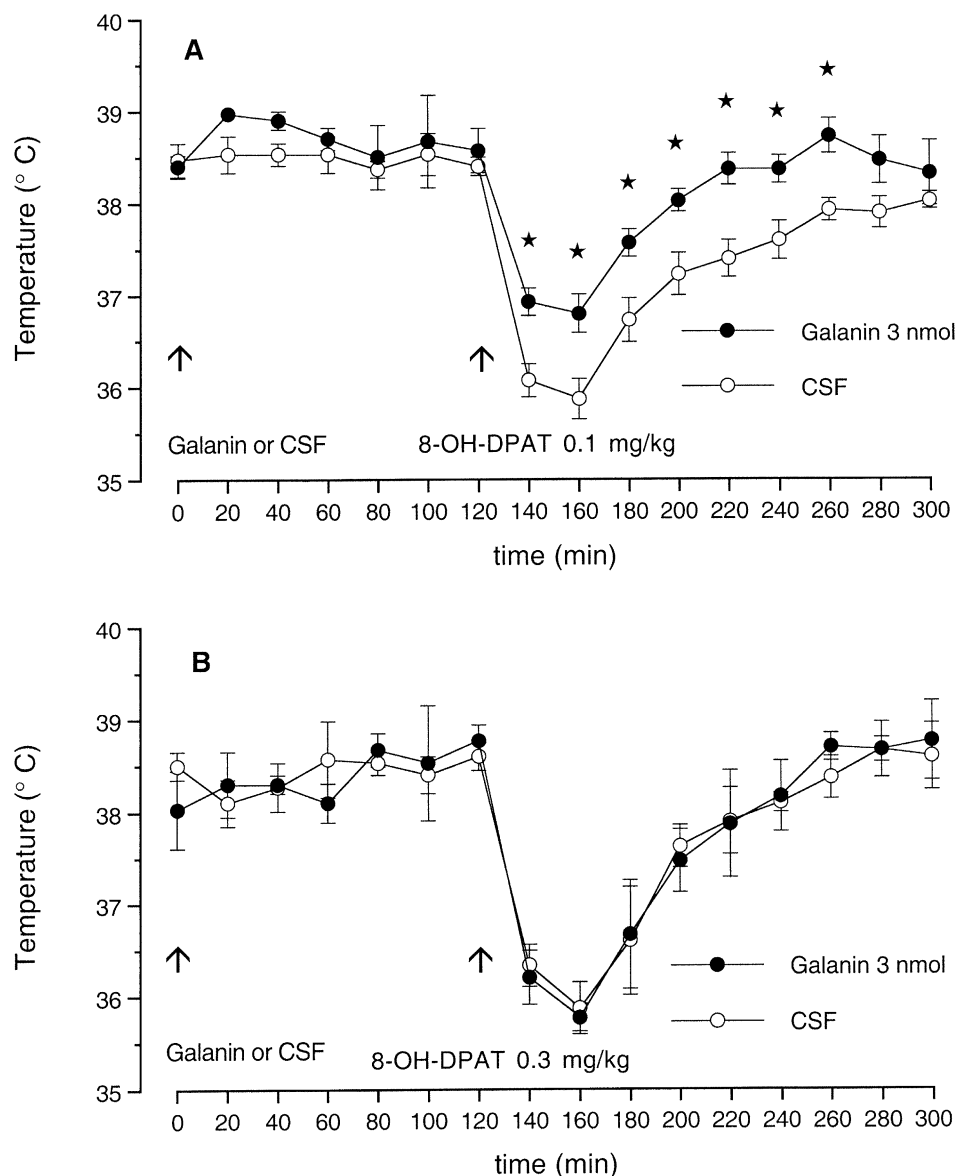 40
A
39
38
37
36
35
Temperature (° C)
Galanin 3 nmol
CSF
Galanin or CSF 8-OH-DPAT 0.1 mg/kg
0 20 40 60 80 100 120 140 160 180 200 220 240 260 280 300
time (min)
40
B
39
38
37
36
35
Temperature (° C)
Galanin 3 nmol
CSF
Galanin or CSF 8-OH-DPAT 0.3 mg/kg
0 20 40 60 80 100 120 140 160 180 200 220 240 260 280 300
time (min)